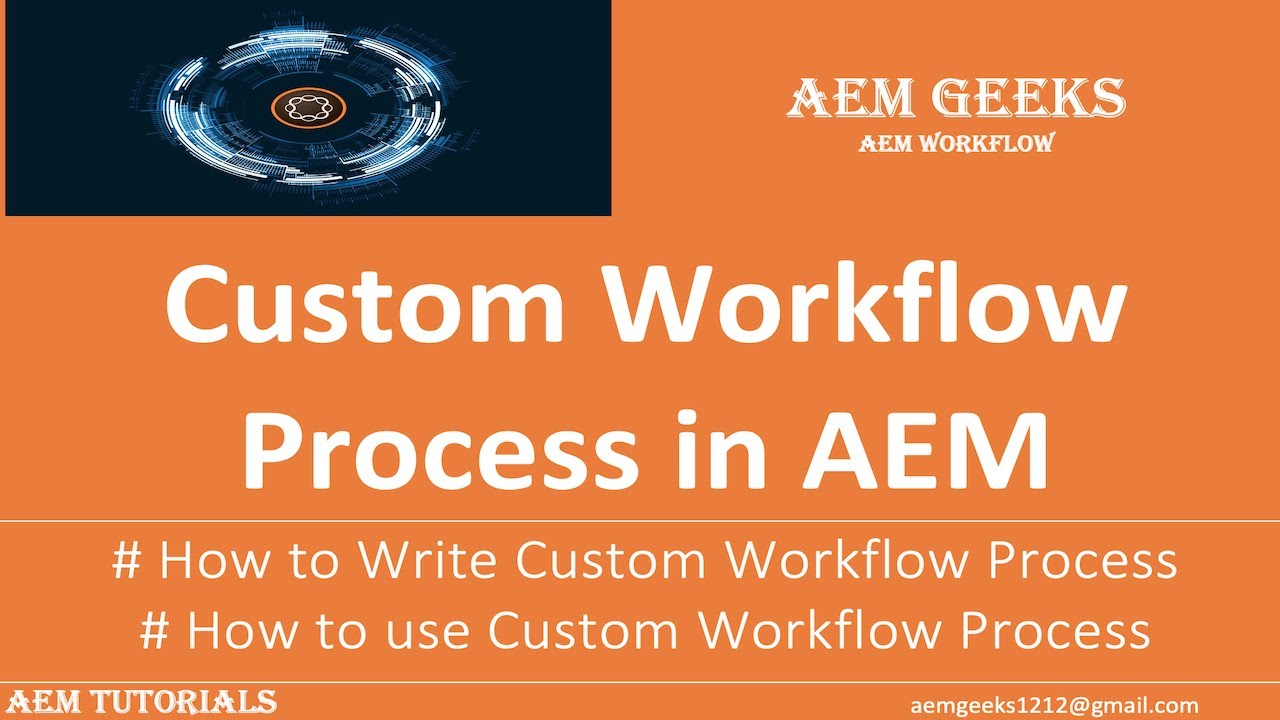 AEM GEEKS
AEM WORKFLOW
Custom Workflow
Process in AEM
# How to Write Custom Workflow Process
# How to use Custom Workflow Process
AEM TUTORIALS
aemgeeks1212@gmail.com